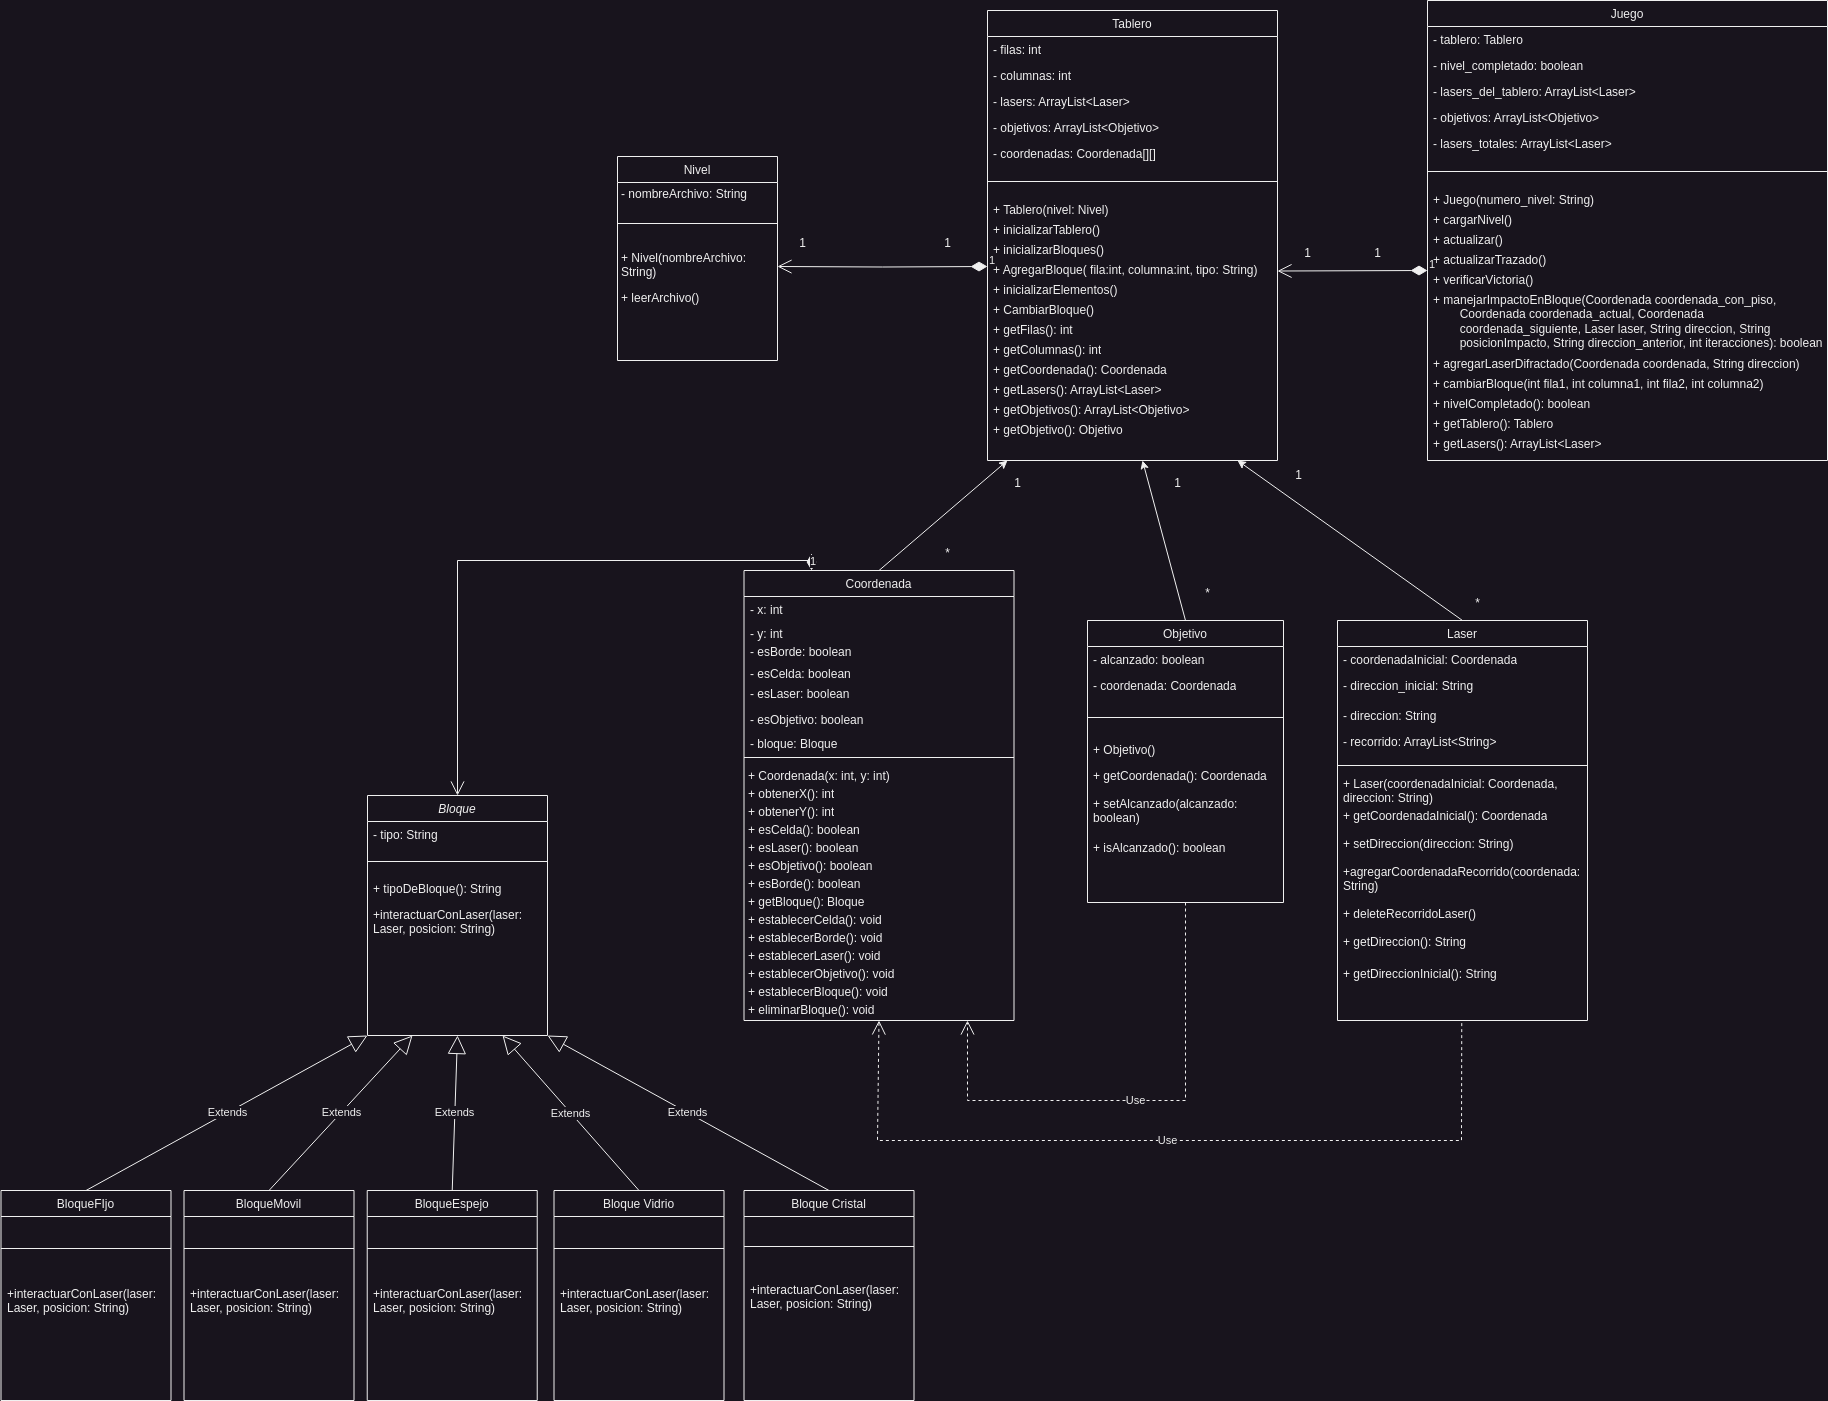 Tablero
- filas: int
- columnas: int
- lasers: ArrayList<Laser>
- objetivos: ArrayList<Objetivo>
- coordenadas: Coordenada[][]
+ Tablero(nivel: Nivel)
+ inicializarTablero()
+ inicializarBloques()
+ AgregarBloque( fila:int, columna:int, tipo: String)
+ inicializarElementos()
+ CambiarBloque()
+ getFilas(): int
+ getColumnas(): int
+ getCoordenada(): Coordenada
+ getLasers(): ArrayList<Laser>
+ getObjetivos(): ArrayList<Objetivo>
+ getObjetivo(): Objetivo
Juego
- tablero: Tablero
- nivel_completado: boolean
- lasers_del_tablero: ArrayList<Laser>
- objetivos: ArrayList<Objetivo>
- lasers_totales: ArrayList<Laser>
+ Juego(numero_nivel: String)
+ cargarNivel()
+ actualizar()
+ actualizarTrazado()
+ verificarVictoria()
+ manejarImpactoEnBloque(Coordenada coordenada_con_piso,
Coordenada coordenada_actual, Coordenada
coordenada_siguiente, Laser laser, String direccion, String
posicionImpacto, String direccion_anterior, int iteracciones): boolean
+ agregarLaserDifractado(Coordenada coordenada, String direccion)
+ cambiarBloque(int fila1, int columna1, int fila2, int columna2)
+ nivelCompletado(): boolean
+ getTablero(): Tablero
+ getLasers(): ArrayList<Laser>
Nivel
- nombreArchivo: String
+ Nivel(nombreArchivo:
String)
+ leerArchivo()
1
1
1
1
1
1
1
1
1
*
*
*
1
Coordenada
- x: int
- y: int
- esBorde: boolean
- esCelda: boolean
- esLaser: boolean
- esObjetivo: boolean
- bloque: Bloque
+ Coordenada(x: int, y: int)
+ obtenerX(): int
+ obtenerY(): int
+ esCelda(): boolean
+ esLaser(): boolean
+ esObjetivo(): boolean
+ esBorde(): boolean
+ getBloque(): Bloque
+ establecerCelda(): void
+ establecerBorde(): void
+ establecerLaser(): void
+ establecerObjetivo(): void
+ establecerBloque(): void
+ eliminarBloque(): void
Objetivo
- alcanzado: boolean
- coordenada: Coordenada
+ Objetivo()
+ getCoordenada(): Coordenada
+ setAlcanzado(alcanzado:
boolean)
+ isAlcanzado(): boolean
Laser
- coordenadaInicial: Coordenada
- direccion_inicial: String
- direccion: String
- recorrido: ArrayList<String>
+ Laser(coordenadaInicial: Coordenada,
direccion: String)
+ getCoordenadaInicial(): Coordenada
+ setDireccion(direccion: String)
+agregarCoordenadaRecorrido(coordenada:
String)
+ deleteRecorridoLaser()
+ getDireccion(): String
+ getDireccionInicial(): String
Bloque
- tipo: String
+ tipoDeBloque(): String
+interactuarConLaser(laser:
Laser, posicion: String)
Use
Use
Extends
Extends
Extends
Extends
Extends
BloqueFIjo
+interactuarConLaser(laser:
Laser, posicion: String)
BloqueMovil
+interactuarConLaser(laser:
Laser, posicion: String)
BloqueEspejo
+interactuarConLaser(laser:
Laser, posicion: String)
Bloque Vidrio
+interactuarConLaser(laser:
Laser, posicion: String)
Bloque Cristal
+interactuarConLaser(laser:
Laser, posicion: String)